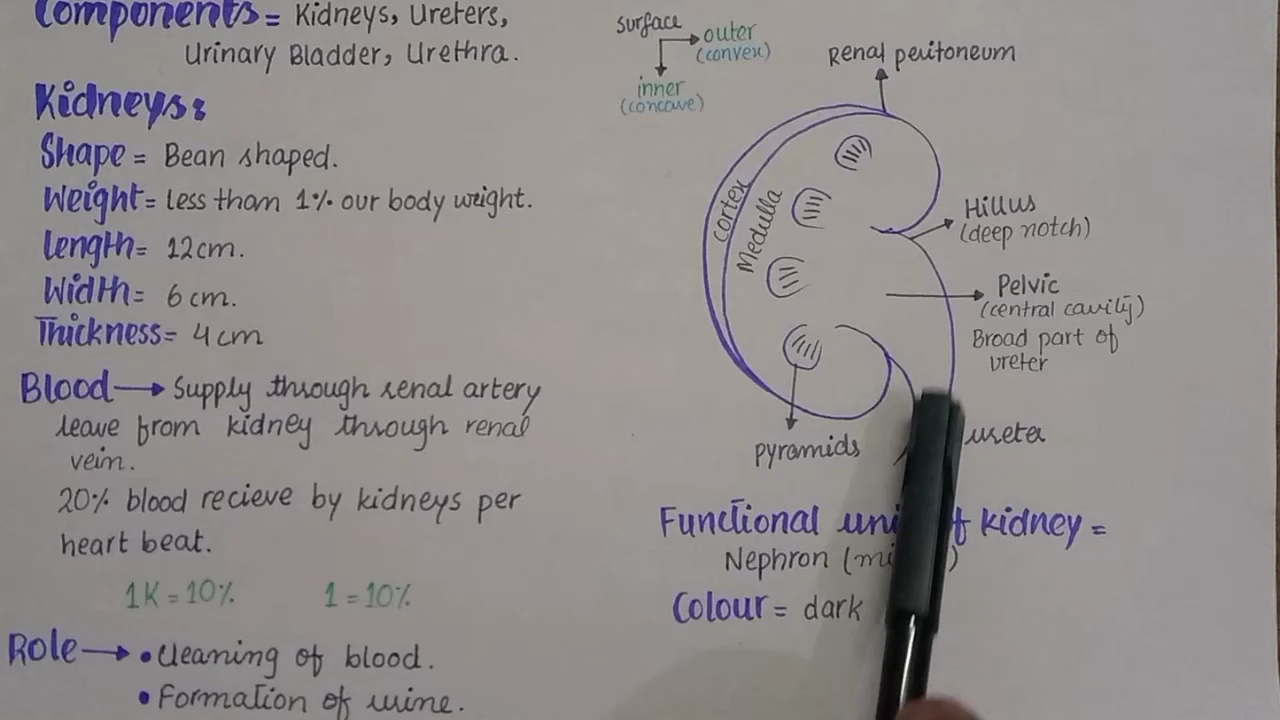 Components = Kidneys, Ureters,
Urinary Bladder, Urethra.
Kidneys:
Shape = Bean shaped.
Weight = less than 1% our body weight.
length = 12cm.
Width = 6 cm.
Thickness = 4cm
Blood → Supply through renal artery
leave from kidney through renal
vein.
20% blood recieve by kidneys per
heart beat.
1K = 10% 1 = 10%
Role → • Cleaning of blood.
• Formation of urine.
surface
outer
(convex)
inner
(concave)
Renal peritoneum
Cortex
Medulla
Hillus
(deep notch)
Pelvic
(central cavity)
Broad part of
ureter
pyramids
ureter
Functional kidney =
Nephron
Colour = dark